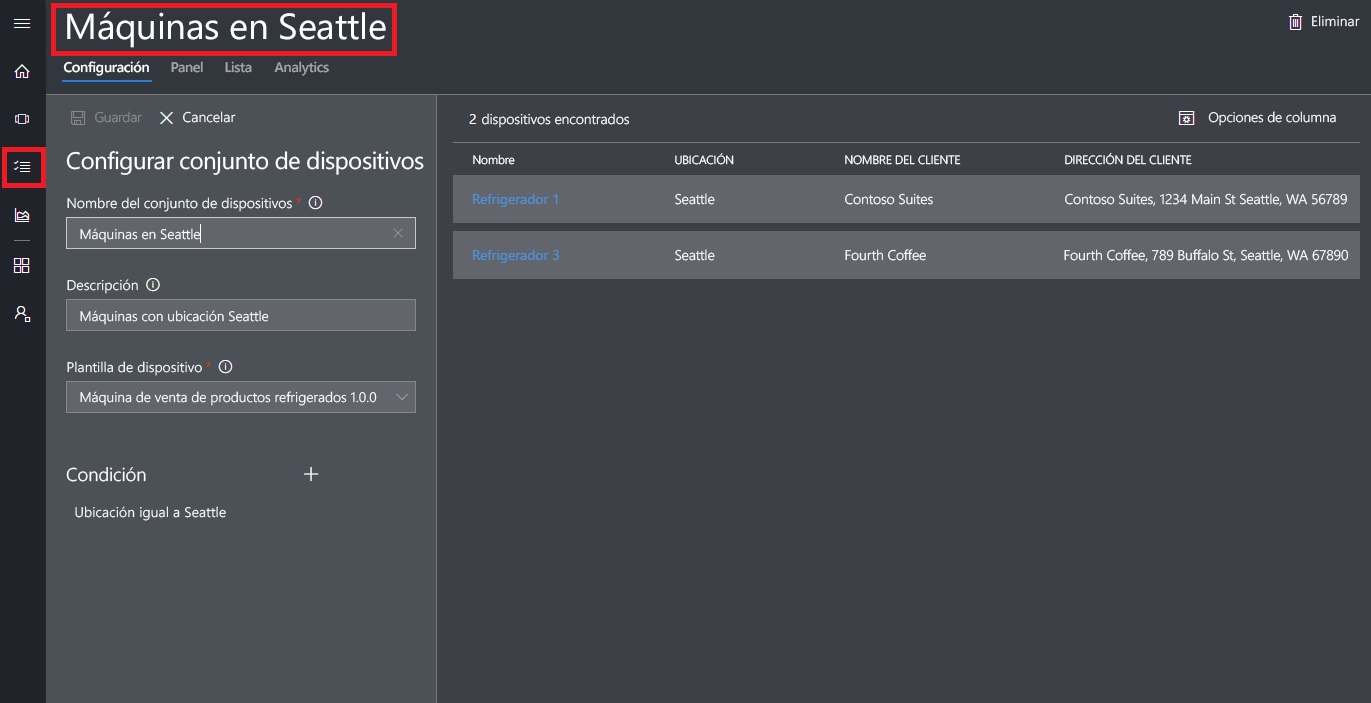 Máquinas en Seattle
Eliminar
Configuración Panel Lista Analytics
Guardar Cancelar
Configurar conjunto de dispositivos
Nombre del conjunto de dispositivos *
Máquinas en Seattle
Descripción
Máquinas con ubicación Seattle
Plantilla de dispositivo *
Máquina de venta de productos refrigerados 1.0.0
Condición
Ubicación igual a Seattle
2 dispositivos encontrados
Opciones de columna
Nombre UBICACIÓN NOMBRE DEL CLIENTE DIRECCIÓN DEL CLIENTE
Refrigerador 1 Seattle Contoso Suites Contoso Suites, 1234 Main St Seattle, WA 56789
Refrigerador 3 Seattle Fourth Coffee Fourth Coffee, 789 Buffalo St, Seattle, WA 67890